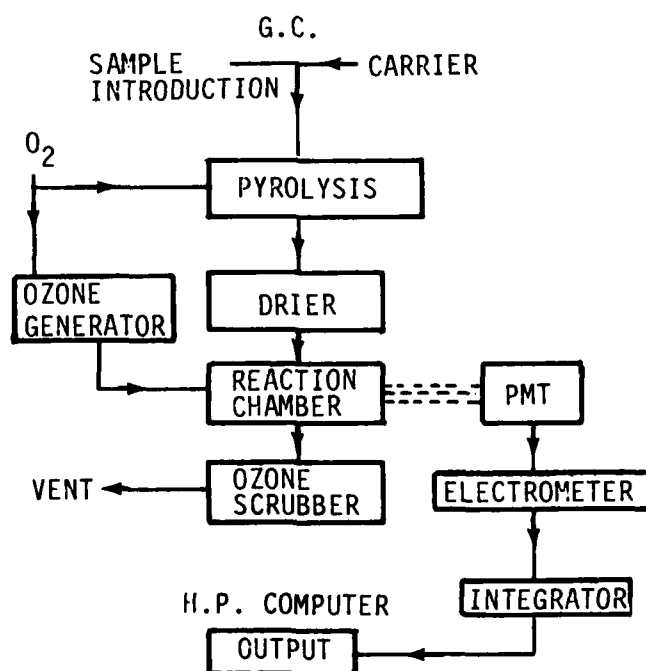 G.C.
SAMPLE
INTRODUCTION
CARRIER
O2
PYROLYSIS
OZONE
GENERATOR
DRIER
REACTION
CHAMBER
PMT
VENT
OZONE
SCRUBBER
ELECTROMETER
INTEGRATOR
H.P. COMPUTER
OUTPUT